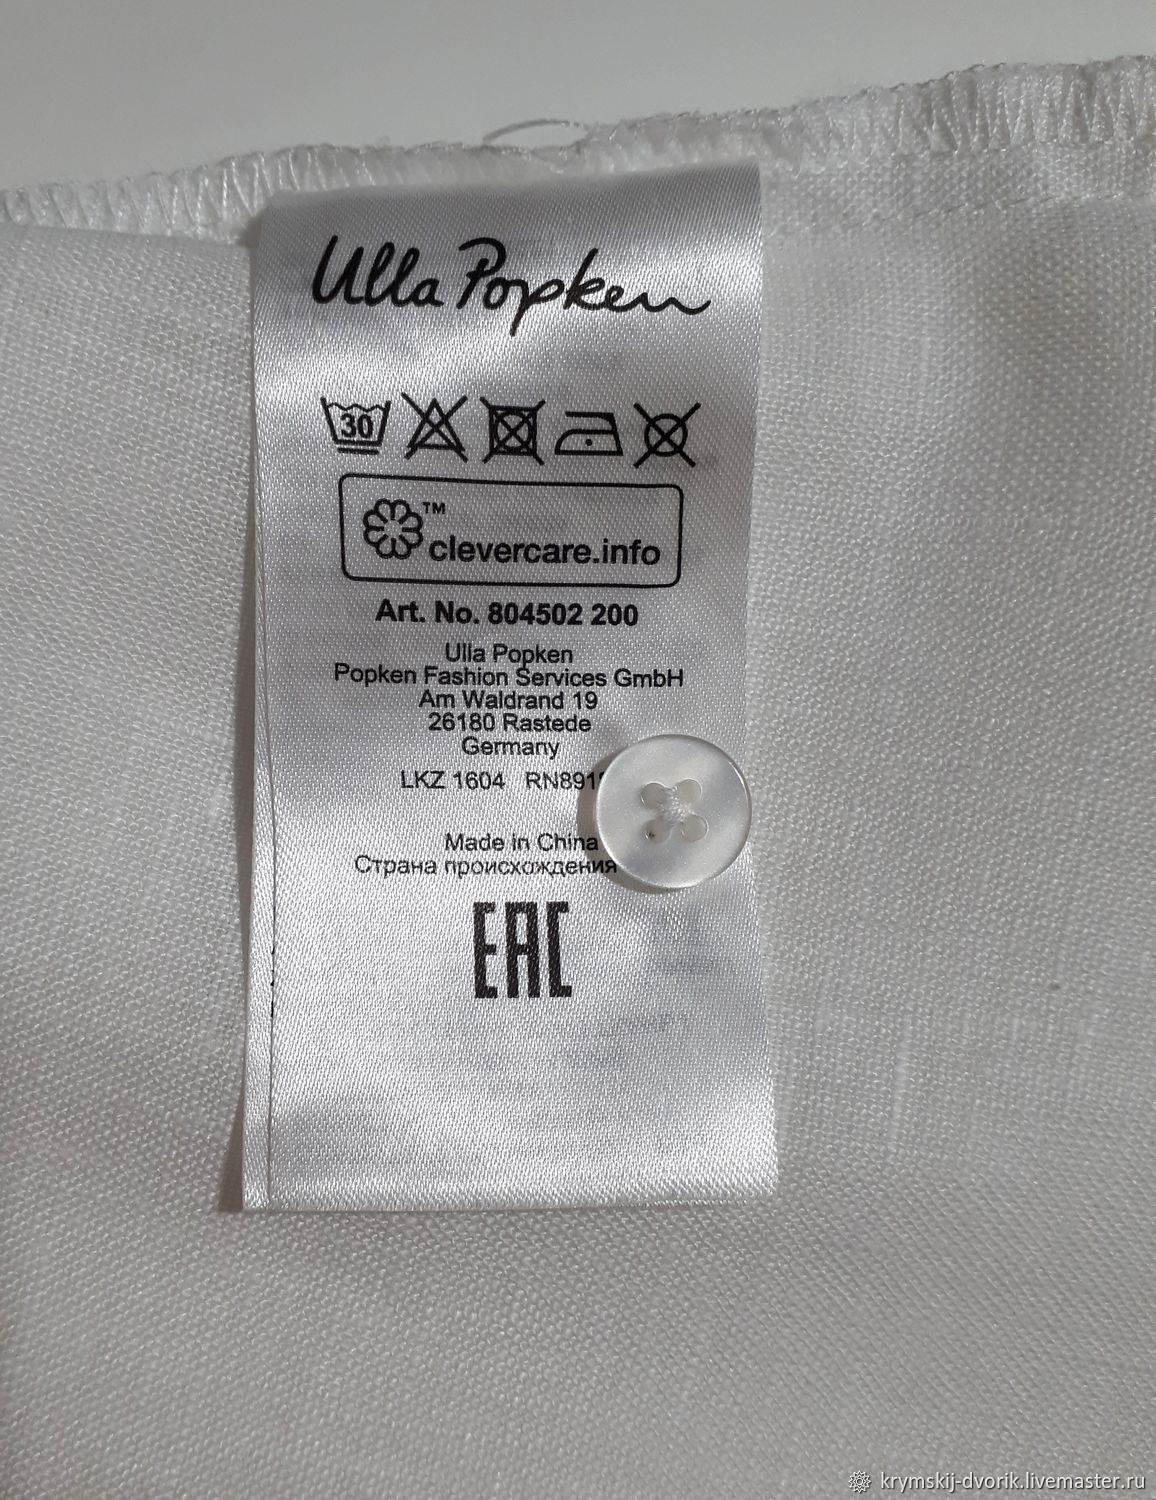 Ulla Popken
30
™
clevercare.info
Art. No. 804502 200
Ulla Popken
Popken Fashion Services GmbH
Am Waldrand 19
26180 Rastede
Germany
LKZ 1604
Made in China
Страна происхождения
EAC
krymskij-dvorik.livemaster.ru